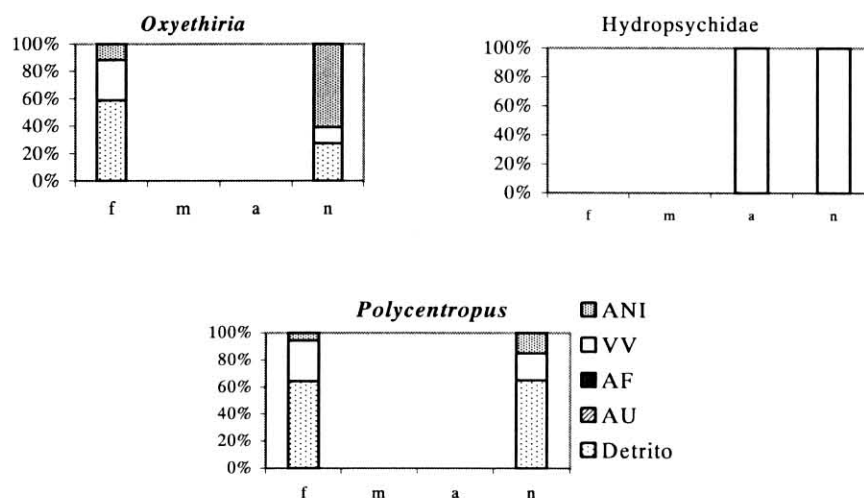 Oxyethiria
100%
80%
60%
40%
20%
0%
f m a n
Hydropsychidae
100%
80%
60%
40%
20%
0%
f m a n
Polycentropus
100%
80%
60%
40%
20%
0%
f m a n
ANI
VV
AF
AU
Detrito